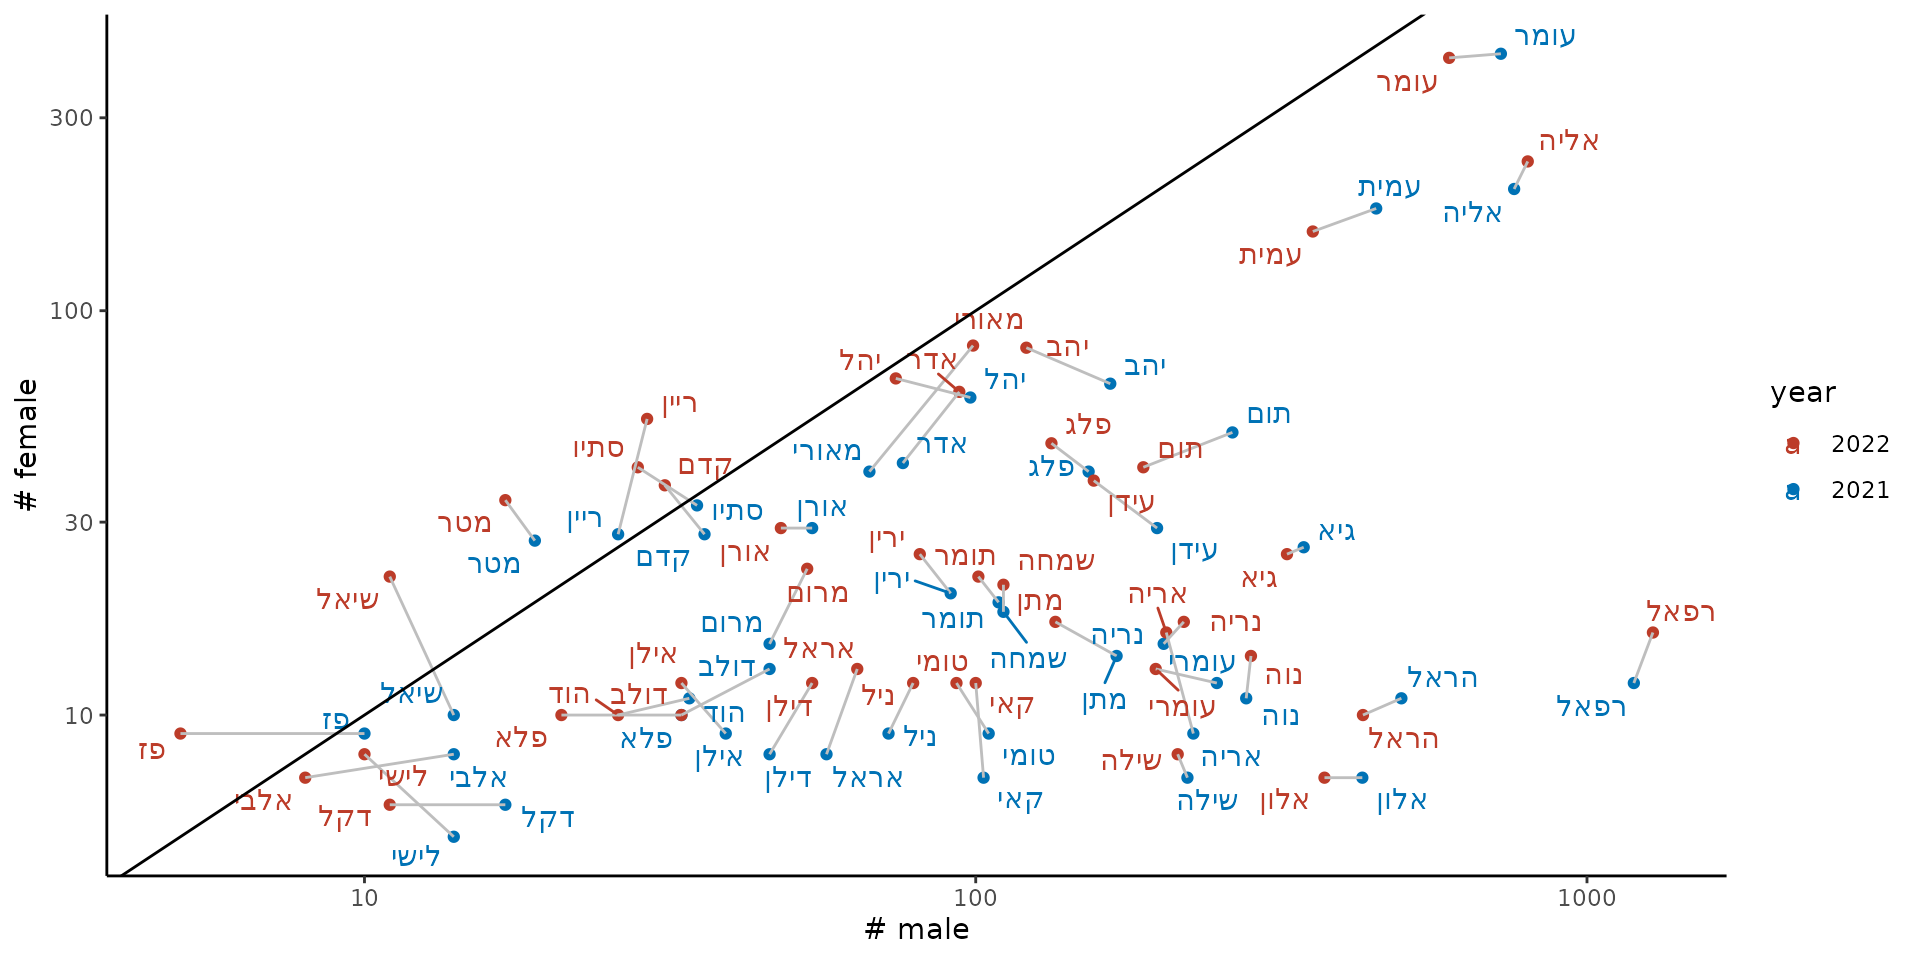 עומר
עומר
300
אליה
עמית
אליה
עמית
100
מאורי
יהב
יהל
אדר
יהב
יהל
year
ריין
תום
2022
פלג
סתיו
תום
מאורי
אדר
קדם
פלג
2021
# female
עידן
30
מטר
ריין
סתיו
אורן
גיא
ירין
אורן
עידן
מטר
קדם
תומר
שמחה
גיא
ירין
שיאל
מרום
אריה
מתן
רפאל
תומר
מרום
נריה
נריה
אילן
אראל
שמחה
טומי
עומרי
דולב
נוה
הראל
שיאל
הוד
דולב
ניל
מתן
דילן
קאי
עומרי
רפאל
10
פז
הוד
נוה
פלא
פלא
ניל
הראל
פז
אילן
טומי
אריה
שילה
לישי
אלבי
דילן
אראל
אלבי
קאי
שילה
אלון
אלון
דקל
דקל
לישי
10
100
1000
# male